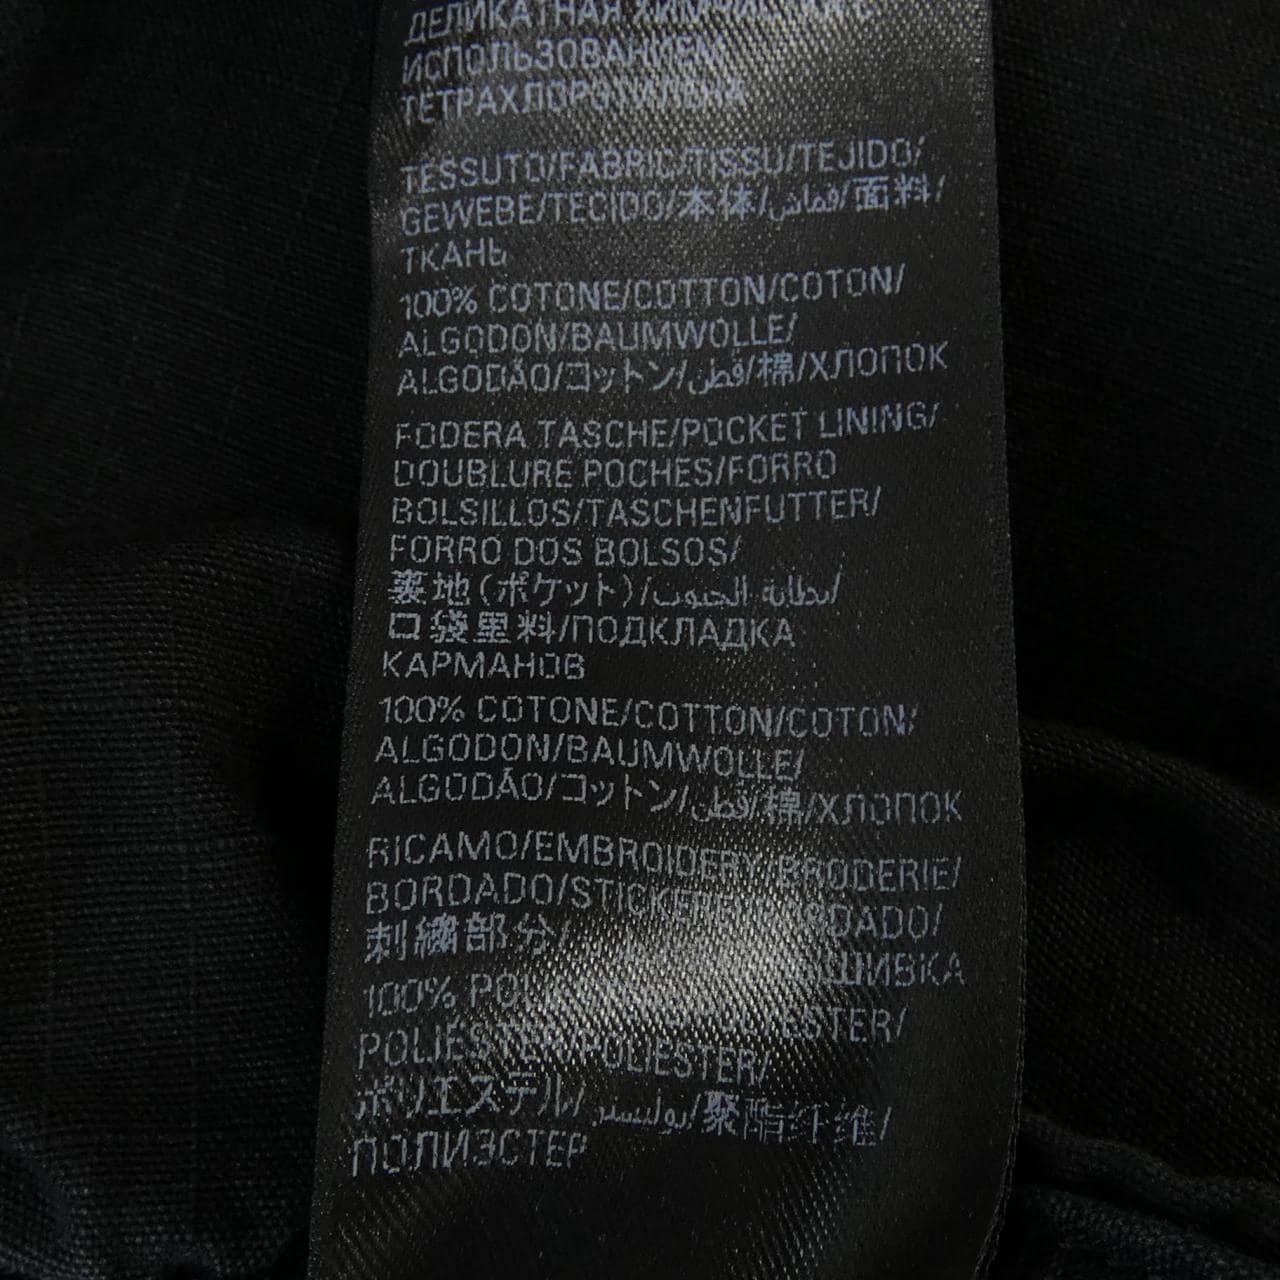 ДЕЛИКАТНАЯ ХИМЧИСТКА С
ИСПОЛЬЗОВАНИЕМ
ТЕТРАХЛОРЭТИЛЕНА
TESSUTO/FABRIC/TISSU/TEJIDO/
GEWEBE/TECIDO/本体/قماش/面料/
ТКАНЬ
100% COTONE/COTTON/COTON/
ALGODON/BAUMWOLLE/
ALGODÃO/コットン/قطن/棉/ХЛОПОК
FODERA TASCHE/POCKET LINING/
DOUBLURE POCHES/FORRO
BOLSILLOS/TASCHENFUTTER/
FORRO DOS BOLSOS/
裏地(ポケット)/بطانة الجيوب/
口袋里料/ПОДКЛАДКА
КАРМАНОВ
100% COTONE/COTTON/COTON/
ALGODON/BAUMWOLLE/
ALGODÃO/コットン/قطن/棉/ХЛОПОК
RICAMO/EMBROIDERY/BRODERIE/
BORDADO/STICKEREI
刺繍部分/
100%
POLIÉSTER/POLIESTER/
ポリエステル/بوليستر/聚酯纤维/
ПОЛИЭСТЕР